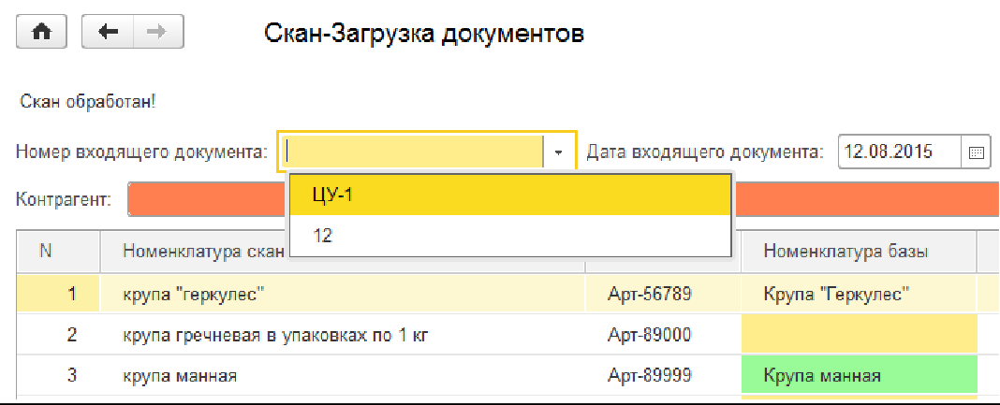 Скан-Загрузка документов
Скан обработан!
Номер входящего документа: Дата входящего документа: 12.08.2015
ЦУ-1
Контрагент:
12
N Номенклатура скан Номенклатура базы
1 крупа "геркулес" Арт-56789 Крупа "Геркулес"
2 крупа гречневая в упаковках по 1 кг Арт-89000
3 крупа манная Арт-89999 Крупа манная